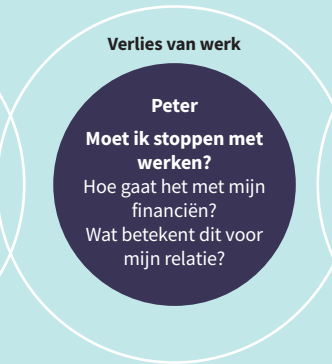 Verlies van werk
Peter
Moet ik stoppen met
werken?
Hoe gaat het met mijn
financiën?
Wat betekent dit voor
mijn relatie?